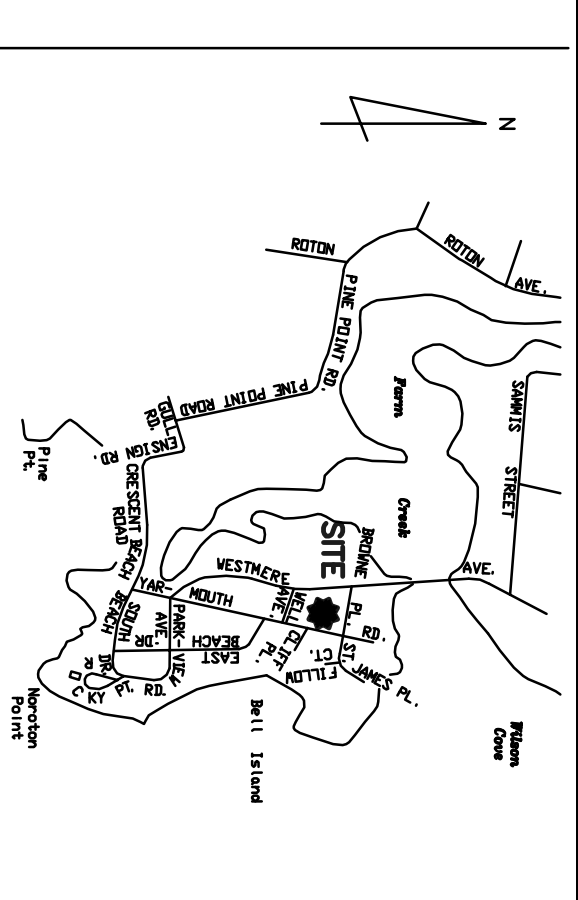 N
ROTON
ROTON
AVE.
PINE POINT RD.
PINE POINT ROAD
Farm
Creek
SAMMIS
STREET
GULL
RD.
ENSIGN RD.
Pine
Pt.
CRESCENT BEACH
ROAD
SITE
BROWNE
PL.
WESTMERE
AVE.
YAR-
MOUTH
RD.
WELL
AVE.
PARK-
VIEW
AVE.
SOUTH
BEACH
DR.
EAST
BEACH
DR.
CLIFF
PL.
FILLOW
CT.
ST. JAMES PL.
ROCKY PT. RD.
Noroton
Point
Bell Island
Wilson
Cove